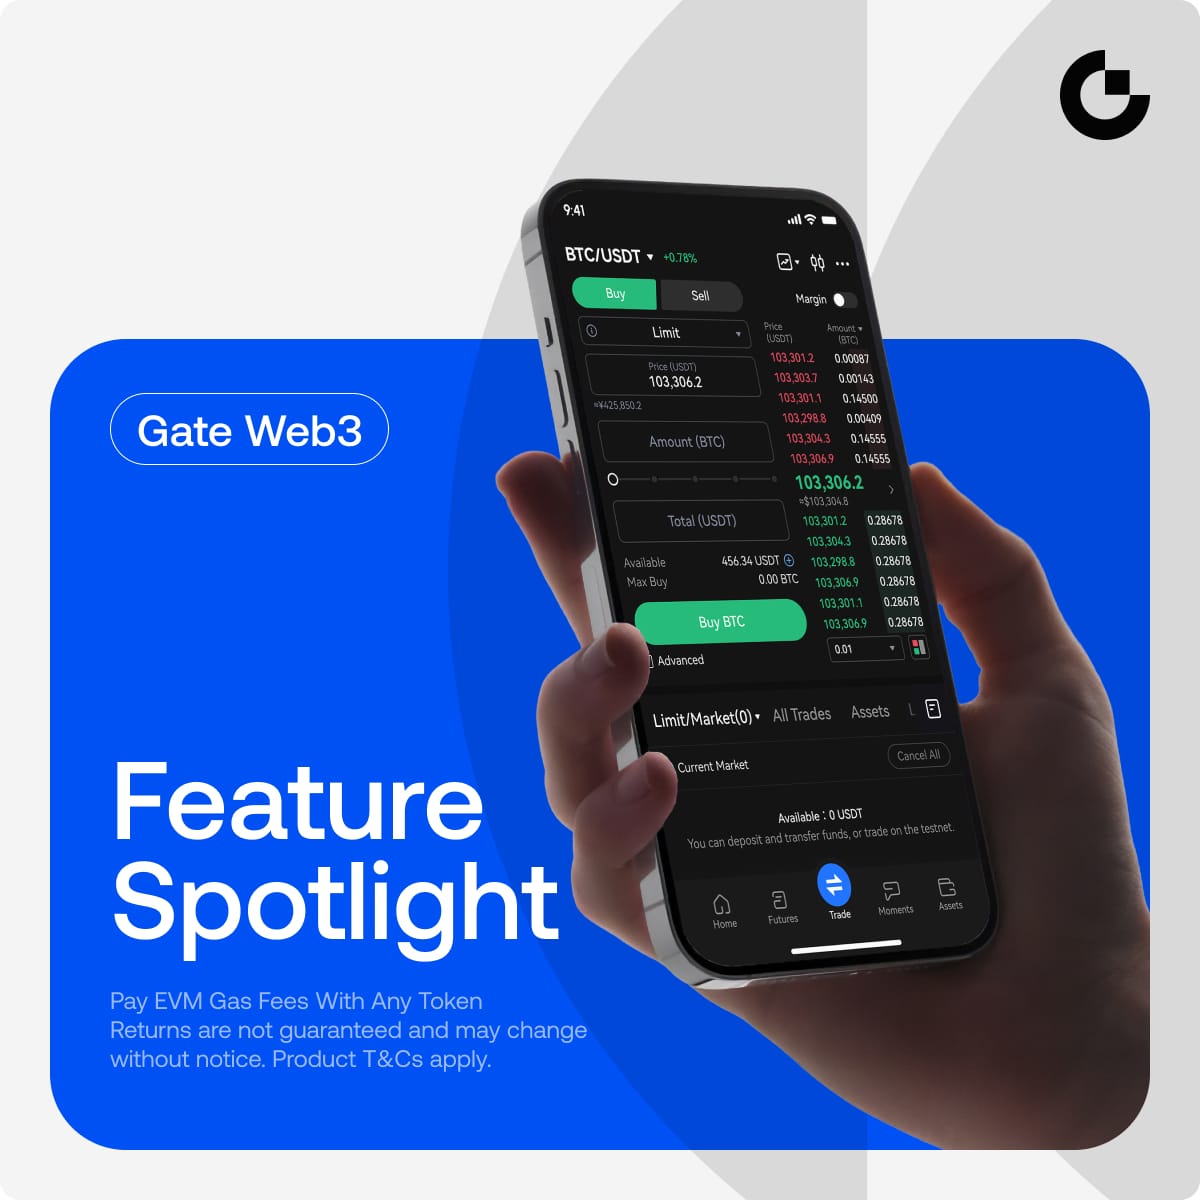 Gate Web3
Feature
Spotlight
Pay EVM Gas Fees With Any Token
Returns are not guaranteed and may change
without notice. Product T&Cs apply.
9:41
BTC/USDT +0.78%
Buy Sell
Margin
Limit
Price (USDT)
103,306.2
≈¥425,850.2
Amount (BTC)
Total (USDT)
Available 456.34 USDT
Max Buy 0.00 BTC
Buy BTC
Advanced
Price (USDT) Amount (BTC)
103,301.2 0.00087
103,303.7 0.00143
103,301.1 0.14500
103,298.8 0.00409
103,304.3 0.14555
103,306.9 0.14555
103,306.2
≈$103,304.8
103,301.2 0.28678
103,304.3 0.28678
103,298.8 0.28678
103,306.9 0.28678
103,301.1 0.28678
103,306.9 0.28678
0.01
Limit/Market(0) All Trades Assets L
Current Market Cancel All
Available : 0 USDT
You can deposit and transfer funds, or trade on the testnet.
Home Futures Trade Moments Assets